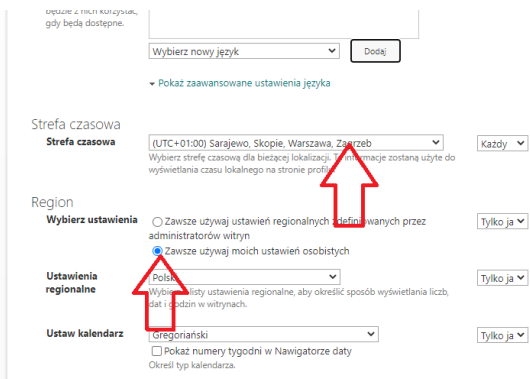 będzie z nich korzystać,
gdy będą dostępne.
Wybierz nowy język
Dodaj
Pokaż zaawansowane ustawienia języka
Strefa czasowa
Strefa czasowa
(UTC+01:00) Sarajewo, Skopie, Warszawa, Zagrzeb
Każdy
Wybierz strefę czasową dla bieżącej lokalizacji. Te informacje zostaną użyte do
wyświetlania czasu lokalnego na stronie profilu.
Region
Wybierz ustawienia
Zawsze używaj ustawień regionalnych zdefiniowanych przez
administratorów witryn
Tylko ja
Zawsze używaj moich ustawień osobistych
Ustawienia
regionalne
Polski
Tylko ja
Wybierz z listy ustawienia regionalne, aby określić sposób wyświetlania liczb,
dat i godzin w witrynach.
Ustaw kalendarz
Gregoriański
Tylko ja
Pokaż numery tygodni w Nawigatorze daty
Określ typ kalendarza.